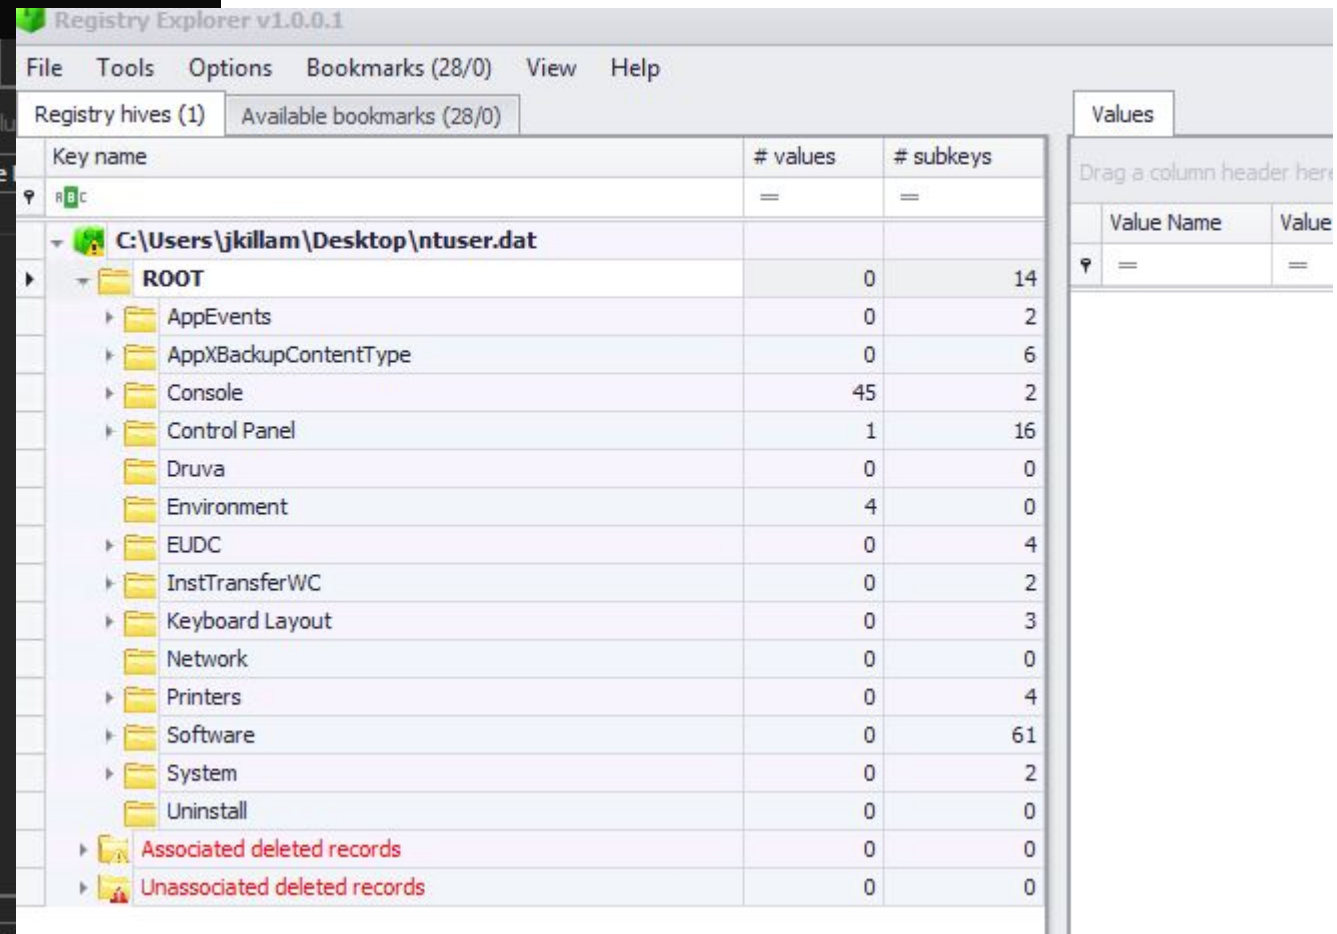 Registry Explorer v1.0.0.1
File Tools Options Bookmarks (28/0) View Help
Registry hives (1) Available bookmarks (28/0) Values
Key name # values # subkeys
Drag a column header here
ABC = =
Value Name Value
= =
C:\Users\jkillam\Desktop\ntuser.dat
ROOT 0 14
AppEvents 0 2
AppXBackupContentType 0 6
Console 45 2
Control Panel 1 16
Druva 0 0
Environment 4 0
EUDC 0 4
InstTransferWC 0 2
Keyboard Layout 0 3
Network 0 0
Printers 0 4
Software 0 61
System 0 2
Uninstall 0 0
Associated deleted records 0 0
Unassociated deleted records 0 0